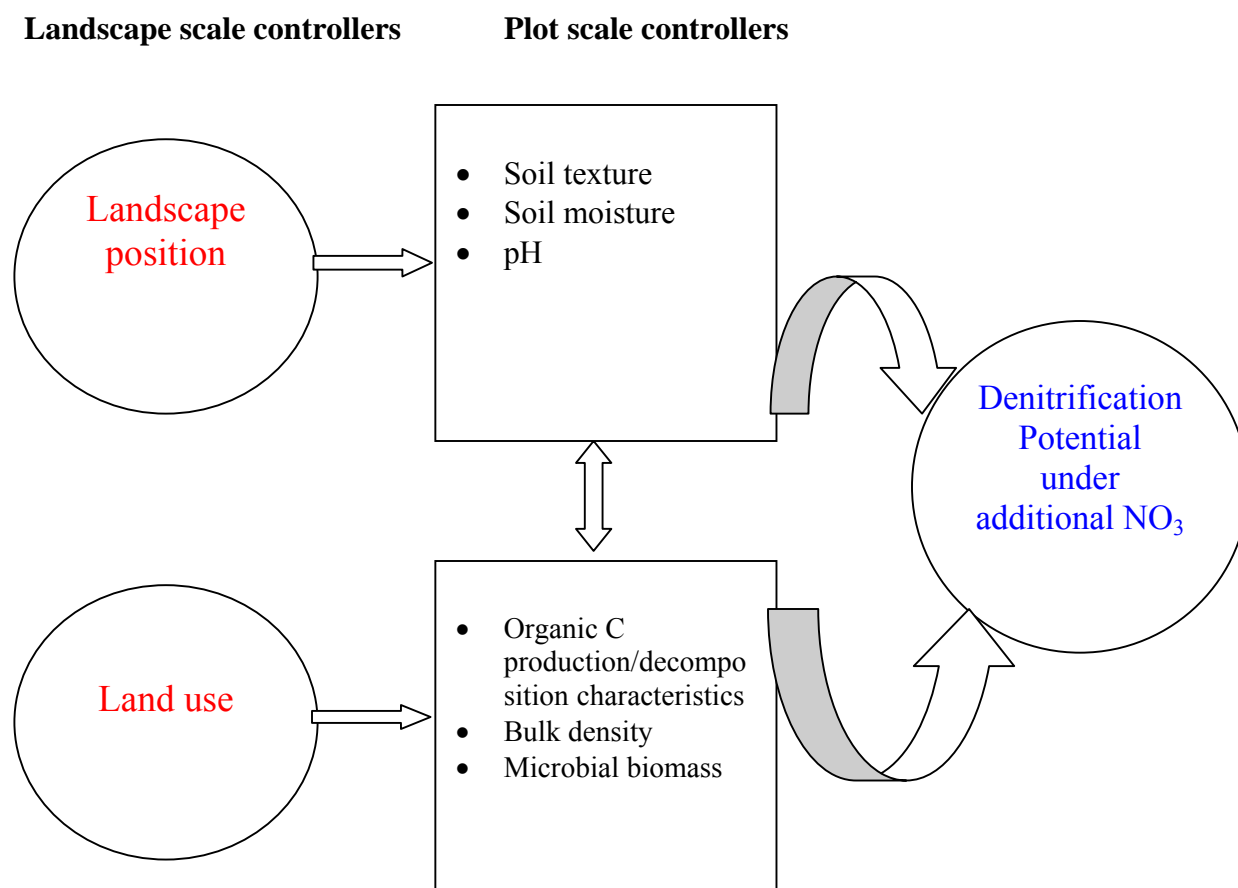 Landscape scale controllers
Plot scale controllers
Landscape
position
• Soil texture
• Soil moisture
• pH
Denitrification
Potential
under
additional NO₃
Land use
• Organic C
production/decompo
sition characteristics
• Bulk density
• Microbial biomass